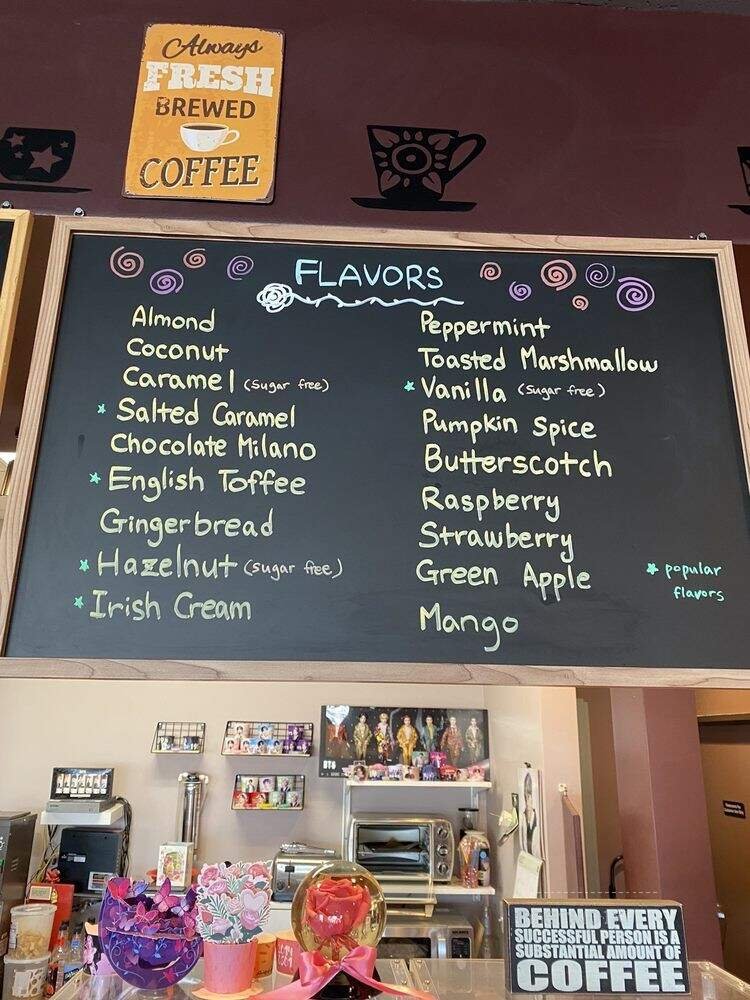 Always
FRESH
BREWED
COFFEE
FLAVORS
Almond
Coconut
Caramel (sugar free)
* Salted Caramel
Chocolate Milano
* English Toffee
Gingerbread
* Hazelnut (sugar free)
* Irish Cream
Peppermint
Toasted Marshmallow
* Vanilla (sugar free)
Pumpkin Spice
Butterscotch
Raspberry
Strawberry
Green Apple
Mango
* popular
flavors
BTS
BEHIND EVERY
SUCCESSFUL PERSON IS A
SUBSTANTIAL AMOUNT OF
COFFEE